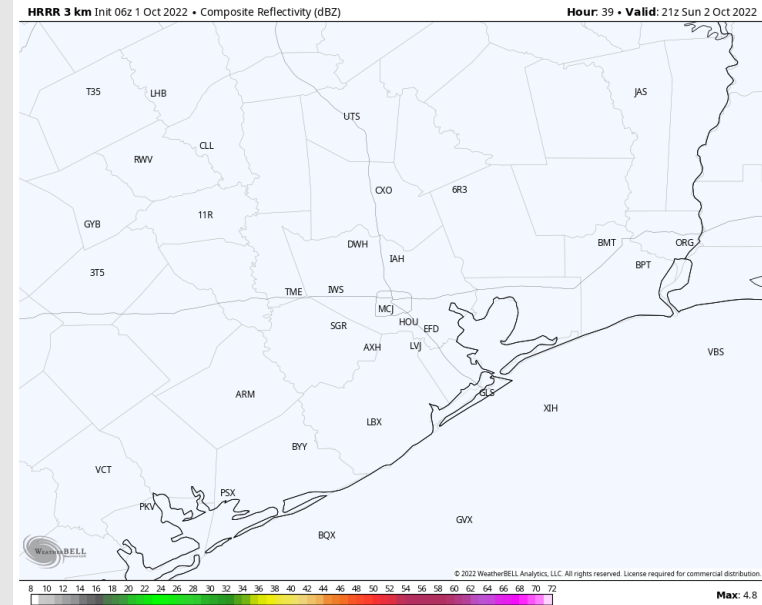 HRRR 3 km Init 06z 1 Oct 2022 • Composite Reflectivity (dBZ)
Hour: 39 • Valid: 21z Sun 2 Oct 2022
T35
LHB
JAS
UTS
CLL
RWV
CXO
6R3
11R
GYB
DWH
BMT
ORG
IAH
BPT
3T5
TME
IWS
MCJ
HOU
SGR
EFD
AXH
LVJ
VBS
ARM
GLS
XIH
LBX
BYY
VCT
PSX
PKV
GVX
BQX
WEATHERBELL
© 2022 WeatherBELL Analytics, LLC. All rights reserved. License required for commercial distribution.
8 10 12 14 16 18 20 22 24 26 28 30 32 34 36 38 40 42 44 46 48 50 52 54 56 58 60 62 64 66 68 70 72
Max: 4.8